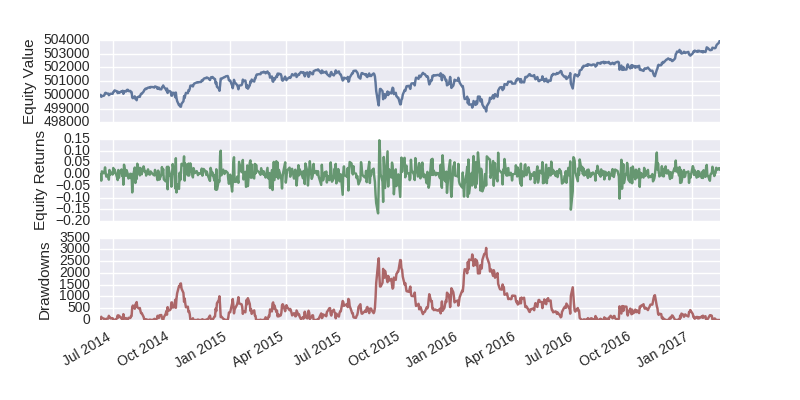 504000
503000
502000
501000
500000
499000
498000
Equity Value
0.15
0.10
0.05
0.00
−0.05
−0.10
−0.15
−0.20
Equity Returns
3500
3000
2500
2000
1500
1000
500
0
Drawdowns
Jul 2014
Oct 2014
Jan 2015
Apr 2015
Jul 2015
Oct 2015
Jan 2016
Apr 2016
Jul 2016
Oct 2016
Jan 2017